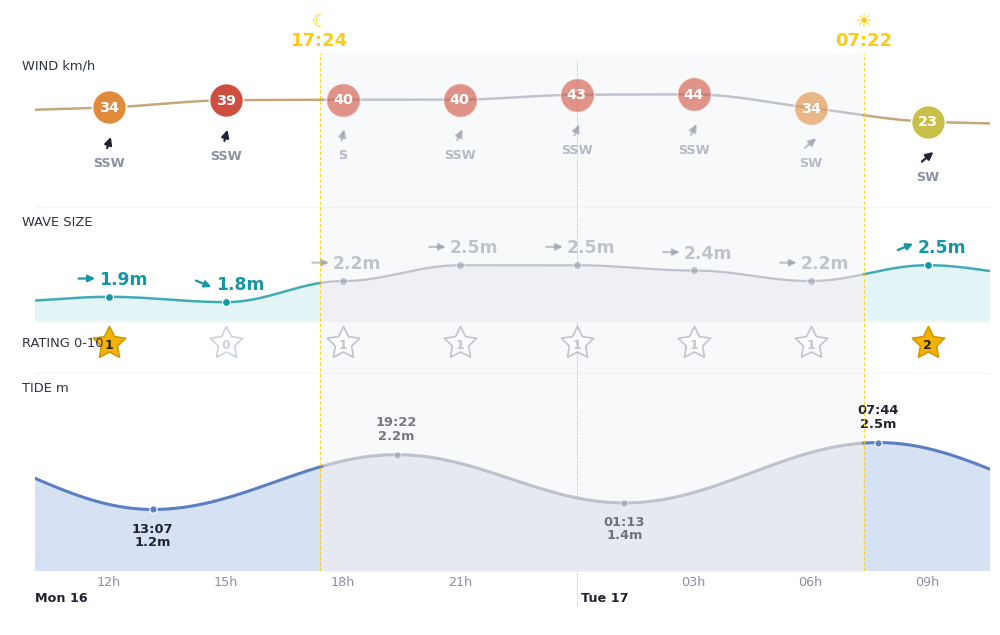 ☾ ☀
17:24 07:22
WIND km/h
34 39 40 40 43 44 34 23
SSW SSW S SSW SSW SSW SW SW
WAVE SIZE
1.9m 1.8m 2.2m 2.5m 2.5m 2.4m 2.2m 2.5m
RATING 0-10
1 0 1 1 1 1 1 2
TIDE m
19:22
2.2m
07:44
2.5m
13:07
1.2m
01:13
1.4m
12h 15h 18h 21h 03h 06h 09h
Mon 16 Tue 17